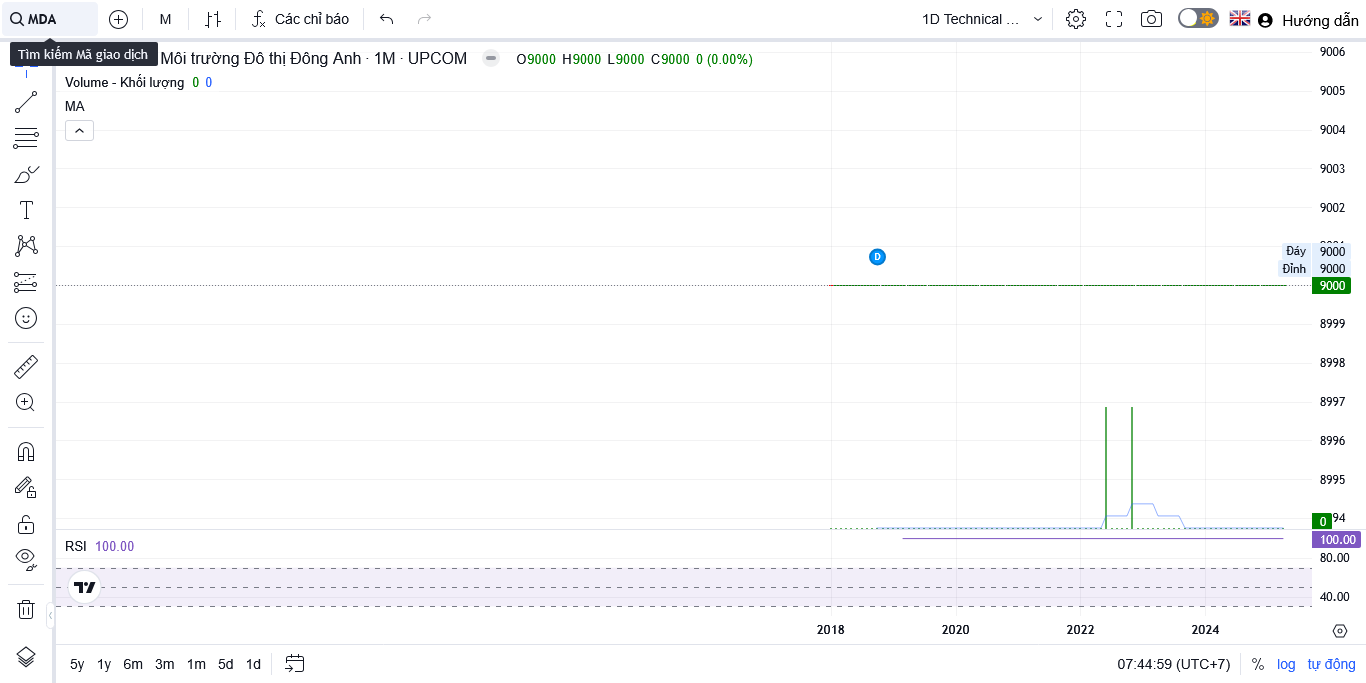 MDA
M
Các chỉ báo
1D Technical ...
Hướng dẫn
Tìm kiếm Mã giao dịch
Môi trường Đô thị Đông Anh · 1M · UPCOM
O9000 H9000 L9000 C9000 0 (0.00%)
Volume - Khối lượng 0 0
MA
9006
9005
9004
9003
9002
Đáy 9000
Đỉnh 9000
9000
D
8999
8998
8997
8996
8995
94
0
RSI 100.00
100.00
80.00
40.00
2018 2020 2022 2024
5y 1y 6m 3m 1m 5d 1d
07:44:59 (UTC+7)
% log tự động